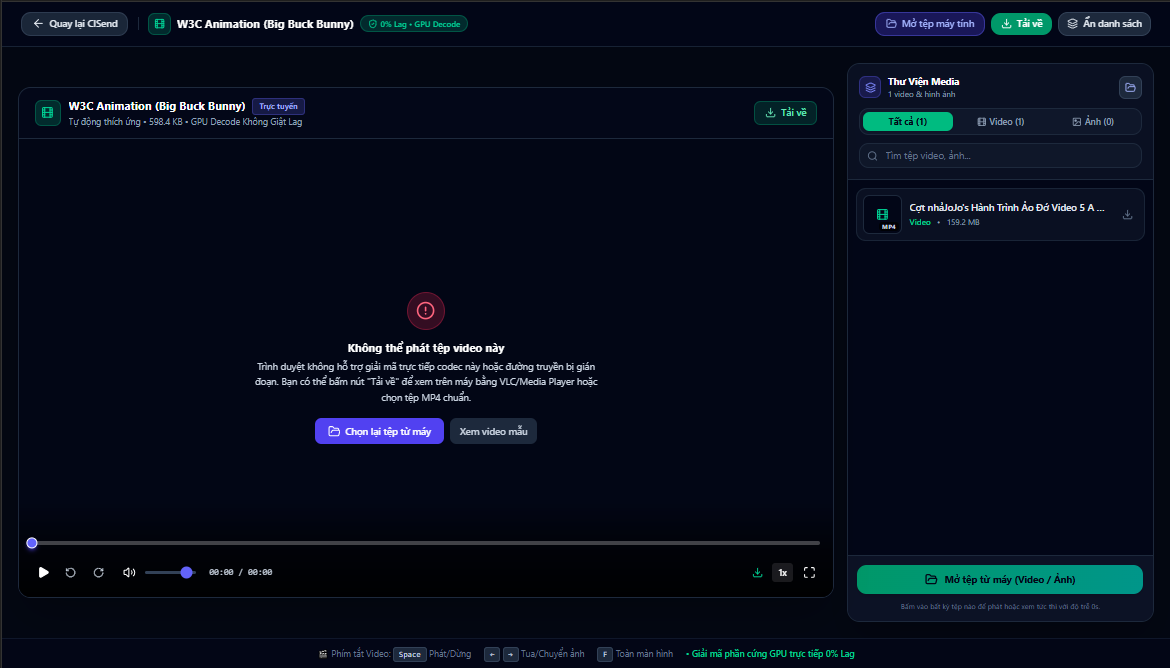 Quay lại CISend
W3C Animation (Big Buck Bunny)
0% Lag • GPU Decode
Mở tệp máy tính
Tải về
Ẩn danh sách
W3C Animation (Big Buck Bunny)
Trực tuyến
Tự động thích ứng • 598.4 KB • GPU Decode Không Giật Lag
Tải về
Không thể phát tệp video này
Trình duyệt không hỗ trợ giải mã trực tiếp codec này hoặc đường truyền bị gián
đoạn. Bạn có thể bấm nút "Tải về" để xem trên máy bằng VLC/Media Player hoặc
chọn tệp MP4 chuẩn.
Chọn lại tệp từ máy
Xem video mẫu
00:00 / 00:00
1x
Thư Viện Media
1 video & hình ảnh
Tất cả (1)
Video (1)
Ảnh (0)
Tìm tệp video, ảnh...
MP4
Cợt nhảJoJo's Hành Trình Ảo Đớ Video 5 A ...
Video • 159.2 MB
Mở tệp từ máy (Video / Ảnh)
Bấm vào bất kỳ tệp nào để phát hoặc xem tức thì với độ trễ 0s.
Phím tắt Video: Space Phát/Dừng
← → Tua/Chuyển ảnh
F Toàn màn hình
• Giải mã phần cứng GPU trực tiếp 0% Lag